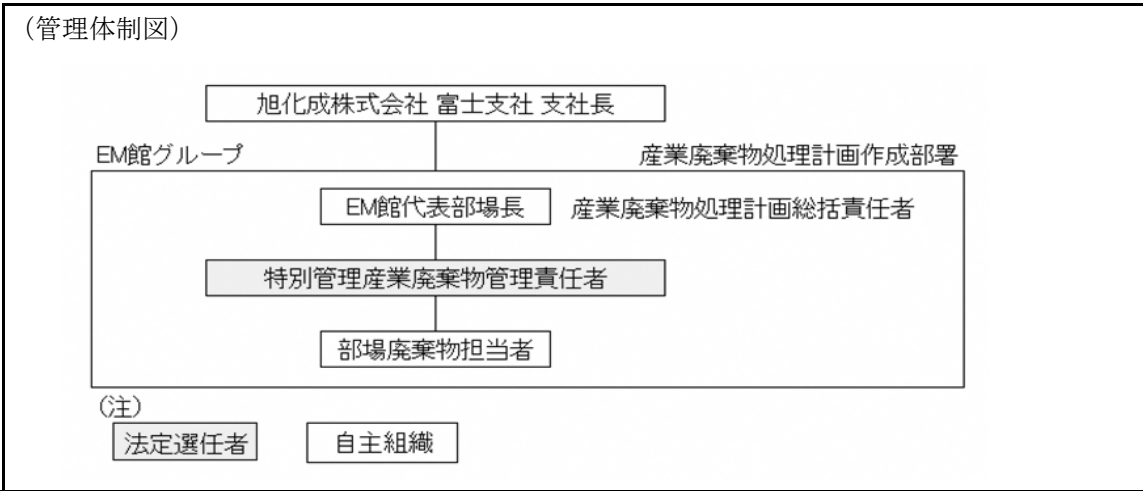 （管理体制図）
旭化成株式会社 富士支社 支社長
EM館グループ 産業廃棄物処理計画作成部署
EM館代表部場長 産業廃棄物処理計画総括責任者
特別管理産業廃棄物管理責任者
部場廃棄物担当者
（注）
法定選任者 自主組織